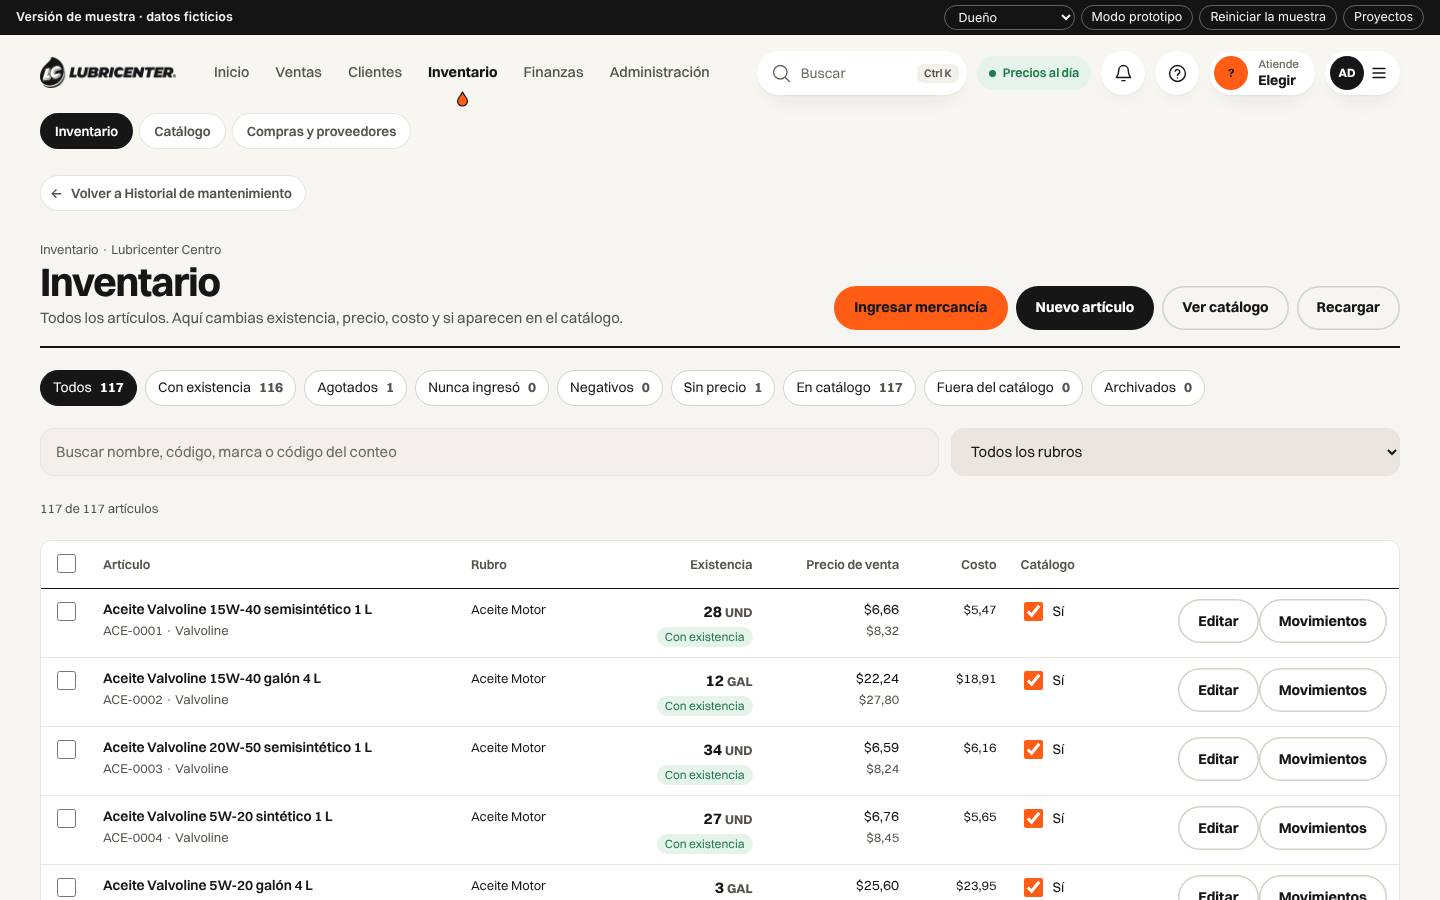 Versión de muestra · datos ficticios
Dueño
Modo prototipo
Reiniciar la muestra
Proyectos
LG LUBRICENTER.
Inicio
Ventas
Clientes
Inventario
Finanzas
Administración
Buscar
Ctrl K
Precios al día
?
Atiende
Elegir
AD
Inventario
Catálogo
Compras y proveedores
← Volver a Historial de mantenimiento
Inventario · Lubricenter Centro
Inventario
Todos los artículos. Aquí cambias existencia, precio, costo y si aparecen en el catálogo.
Ingresar mercancía
Nuevo artículo
Ver catálogo
Recargar
Todos 117
Con existencia 116
Agotados 1
Nunca ingresó 0
Negativos 0
Sin precio 1
En catálogo 117
Fuera del catálogo 0
Archivados 0
Buscar nombre, código, marca o código del conteo
Todos los rubros
117 de 117 artículos
Artículo Rubro Existencia Precio de venta Costo Catálogo
Aceite Valvoline 15W-40 semisintético 1 L Aceite Motor 28 UND $6,66 $5,47 Sí Editar Movimientos
ACE-0001 · Valvoline Con existencia $8,32
Aceite Valvoline 15W-40 galón 4 L Aceite Motor 12 GAL $22,24 $18,91 Sí Editar Movimientos
ACE-0002 · Valvoline Con existencia $27,80
Aceite Valvoline 20W-50 semisintético 1 L Aceite Motor 34 UND $6,59 $6,16 Sí Editar Movimientos
ACE-0003 · Valvoline Con existencia $8,24
Aceite Valvoline 5W-20 sintético 1 L Aceite Motor 27 UND $6,76 $5,65 Sí Editar Movimientos
ACE-0004 · Valvoline Con existencia $8,45
Aceite Valvoline 5W-20 galón 4 L Aceite Motor 3 GAL $25,60 $23,95 Sí Editar Movimientos